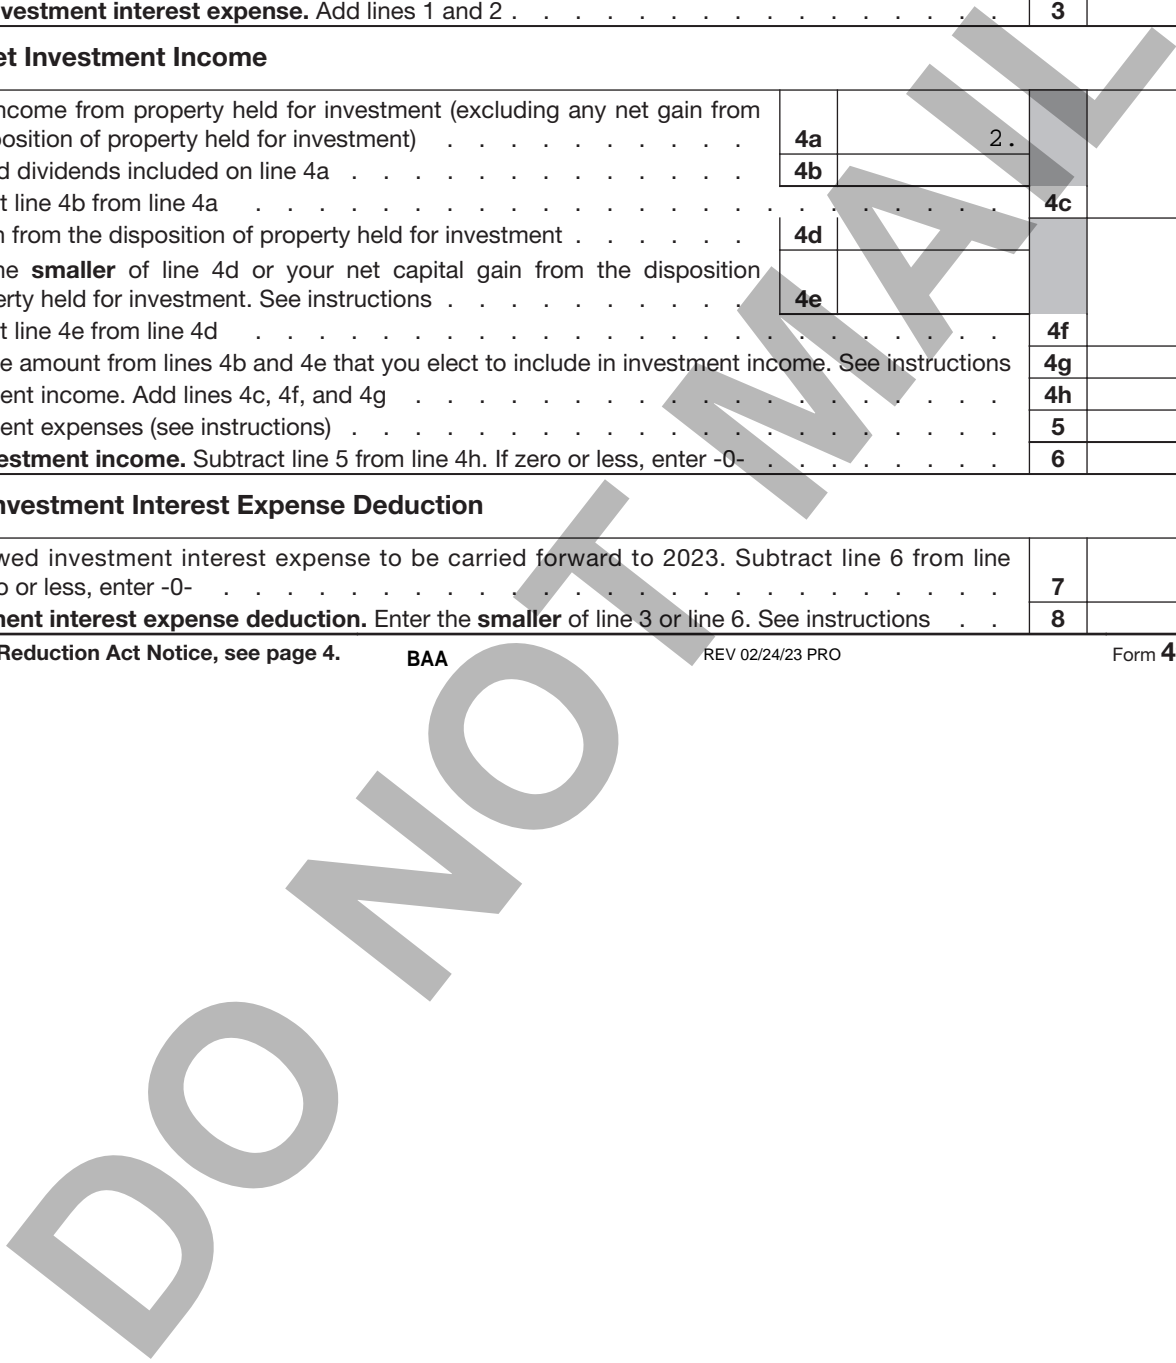 vestment interest expense. Add lines 1 and 2 . . . . . . . . . . . . . . . . 3
et Investment Income
ncome from property held for investment (excluding any net gain from
position of property held for investment) . . . . . . . . . . 4a 2.
d dividends included on line 4a . . . . . . . . . . . . . 4b
t line 4b from line 4a . . . . . . . . . . . . . . . . . . . . . . . . 4c
n from the disposition of property held for investment . . . . . . 4d
he smaller of line 4d or your net capital gain from the disposition
erty held for investment. See instructions . . . . . . . . . . 4e
t line 4e from line 4d . . . . . . . . . . . . . . . . . . . . . . . . 4f
e amount from lines 4b and 4e that you elect to include in investment income. See instructions 4g
ent income. Add lines 4c, 4f, and 4g . . . . . . . . . . . . . . . . . . . 4h
ent expenses (see instructions) . . . . . . . . . . . . . . . . . . . . . 5
estment income. Subtract line 5 from line 4h. If zero or less, enter -0- . . . . . . . . 6
nvestment Interest Expense Deduction
wed investment interest expense to be carried forward to 2023. Subtract line 6 from line
o or less, enter -0- . . . . . . . . . . . . . . . . . . . . . . . . . 7
ment interest expense deduction. Enter the smaller of line 3 or line 6. See instructions . . 8
Reduction Act Notice, see page 4. BAA REV 02/24/23 PRO Form 4
DO NOT MAIL